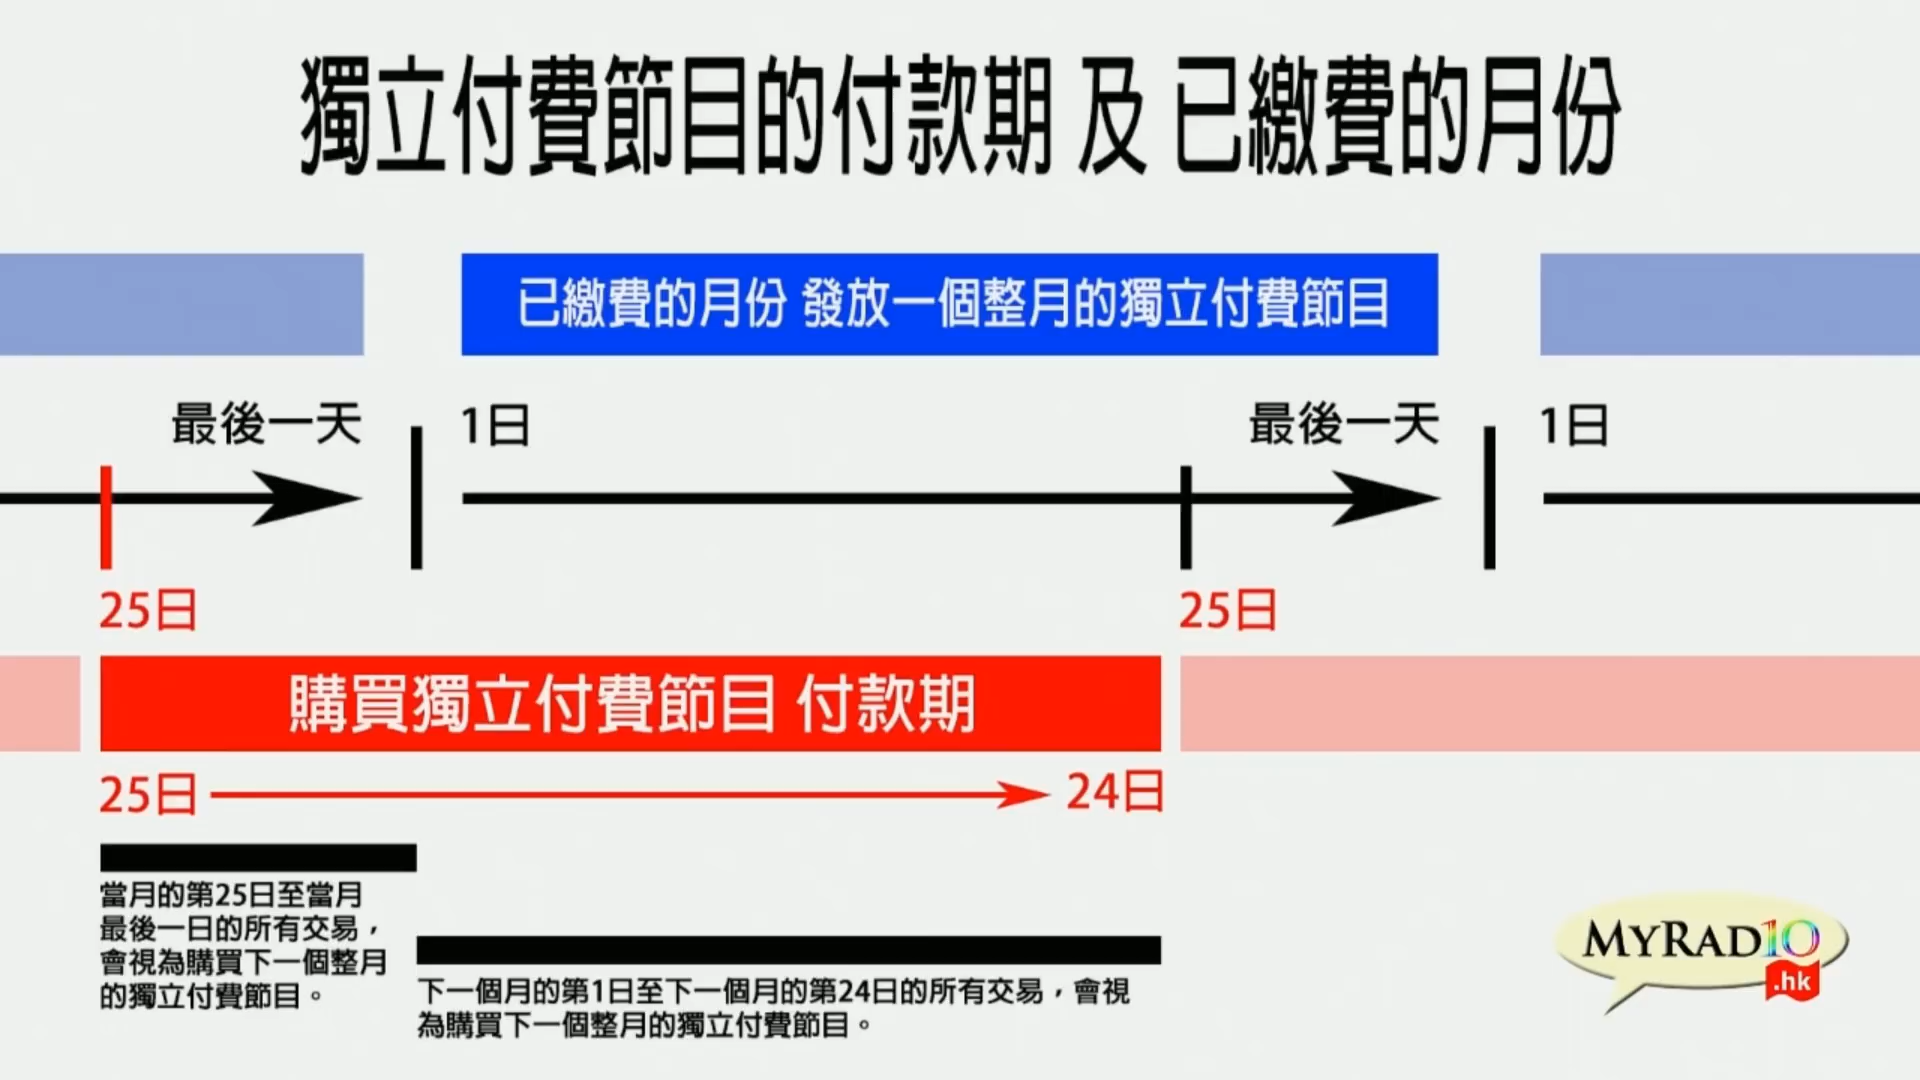 獨立付費節目的付款期 及 已繳費的月份
已繳費的月份 發放一個整月的獨立付費節目
最後一天
1日
最後一天
1日
25日
25日
購買獨立付費節目 付款期
25日
24日
當月的第25日至當月
最後一日的所有交易，
會視為購買下一個整月
的獨立付費節目。
下一個月的第1日至下一個月的第24日的所有交易，會視
為購買下一個整月的獨立付費節目。
MYRAD10
.hk